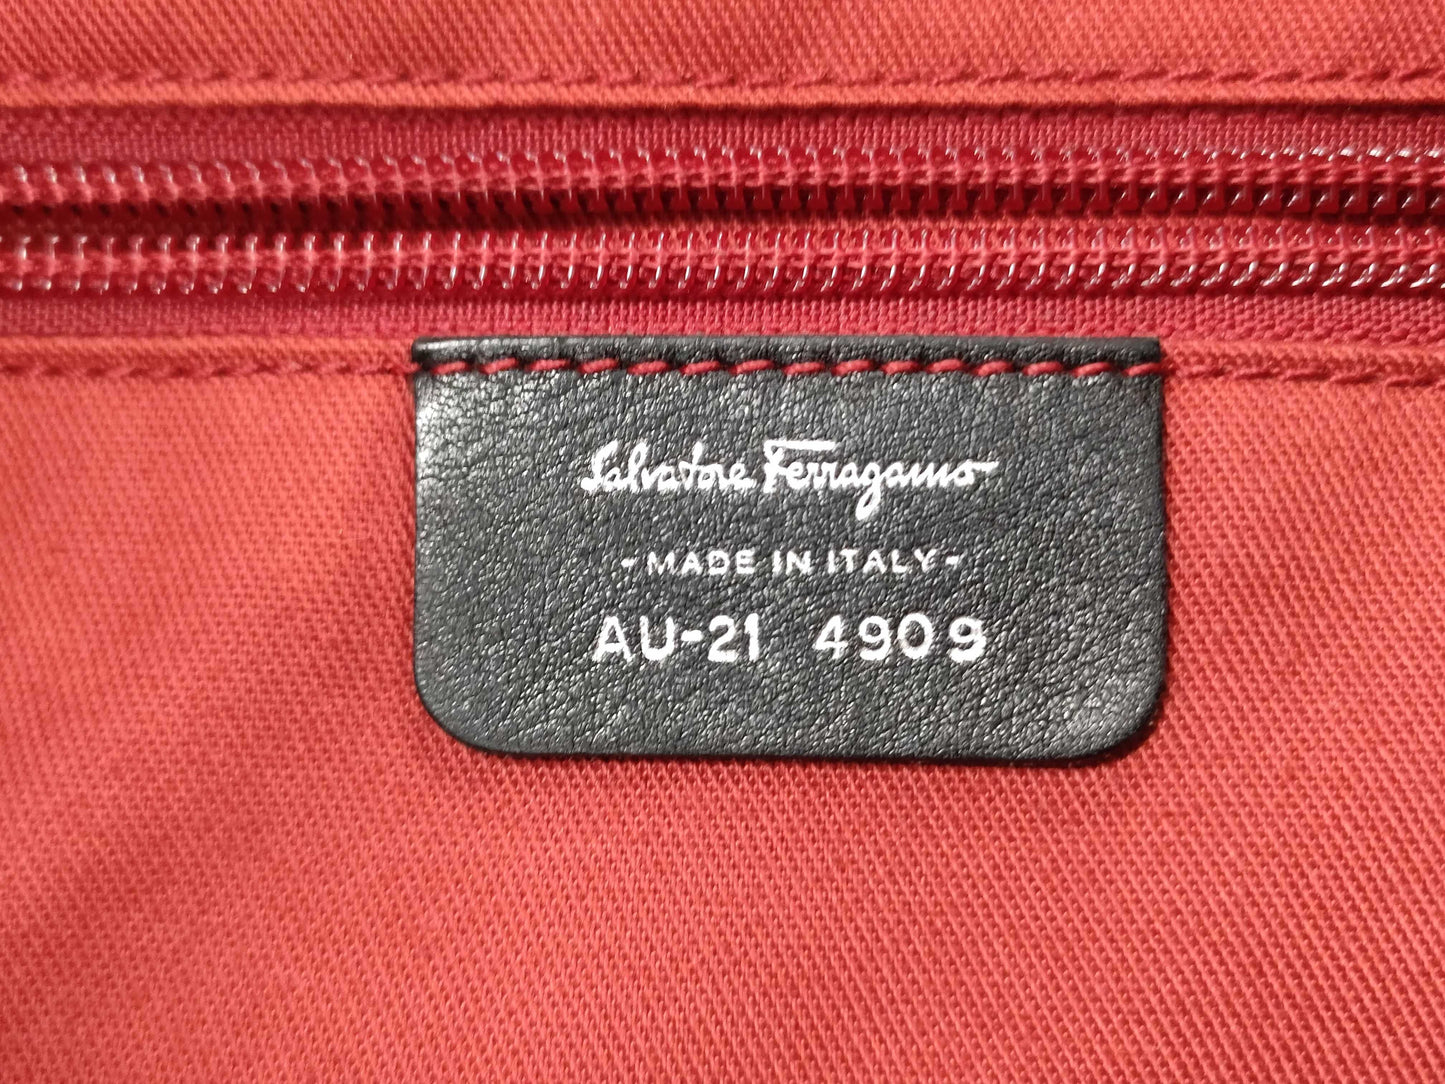 Salvatore Ferragamo
-MADE IN ITALY-
AU-21 4909